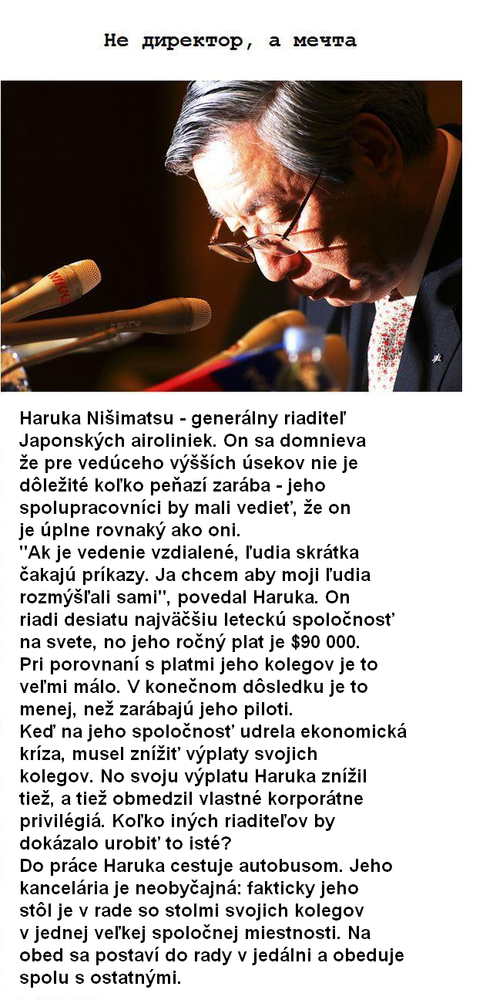 Не директор, а мечта
NIKKE
Haruka Nišimatsu - generálny riaditeľ
Japonských airoliniek. On sa domnieva
že pre vedúceho výšších úsekov nie je
dôležité koľko peňazí zarába - jeho
spolupracovníci by mali vedieť, že on
je úplne rovnaký ako oni.
"Ak je vedenie vzdialené, ľudia skrátka
čakajú príkazy. Ja chcem aby moji ľudia
rozmýšľali sami", povedal Haruka. On
riadi desiatu najväčšiu leteckú spoločnosť
na svete, no jeho ročný plat je $90 000.
Pri porovnaní s platmi jeho kolegov je to
veľmi málo. V konečnom dôsledku je to
menej, než zarábajú jeho piloti.
Keď na jeho spoločnosť udrela ekonomická
kríza, musel znížiť výplaty svojich
kolegov. No svoju výplatu Haruka znížil
tiež, a tiež obmedzil vlastné korporátne
privilégiá. Koľko iných riaditeľov by
dokázalo urobiť to isté?
Do práce Haruka cestuje autobusom. Jeho
kancelária je neobyčajná: fakticky jeho
stôl je v rade so stolmi svojich kolegov
v jednej veľkej spoločnej miestnosti. Na
obed sa postaví do rady v jedálni a obeduje
spolu s ostatnými.